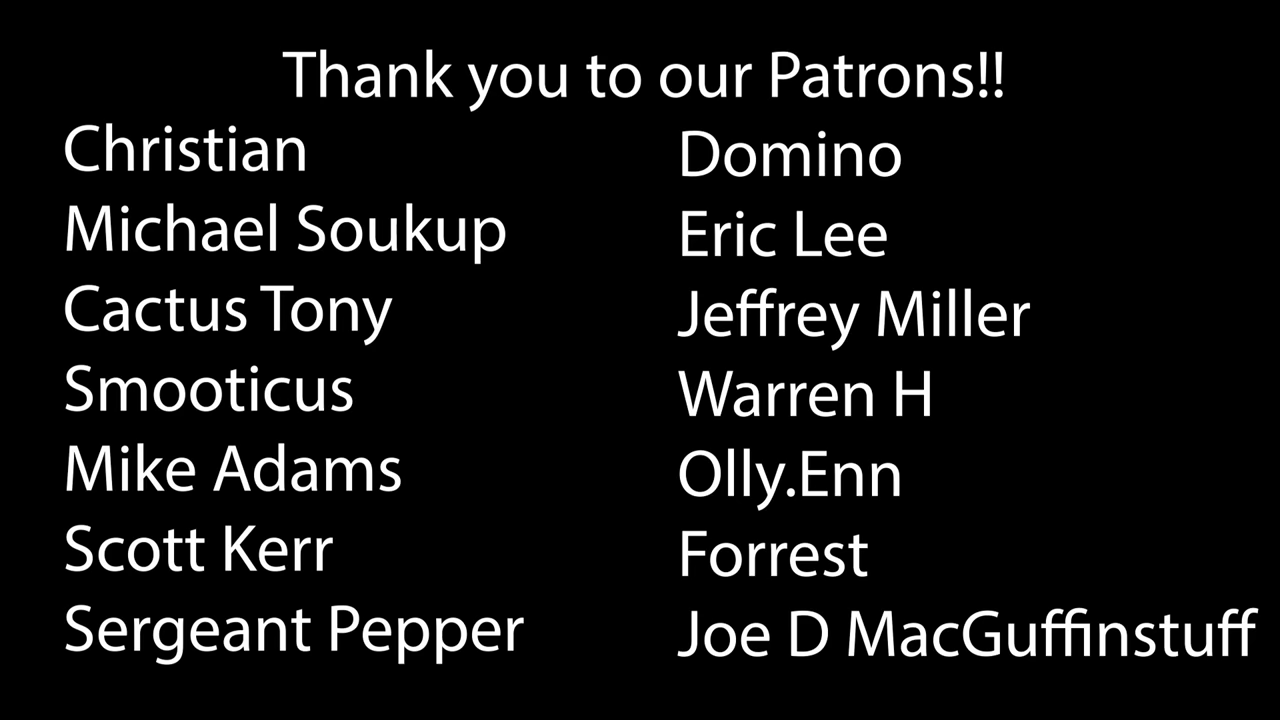 Thank you to our Patrons!!
Christian
Michael Soukup
Cactus Tony
Smooticus
Mike Adams
Scott Kerr
Sergeant Pepper
Domino
Eric Lee
Jeffrey Miller
Warren H
Olly.Enn
Forrest
Joe D MacGuffinstuff